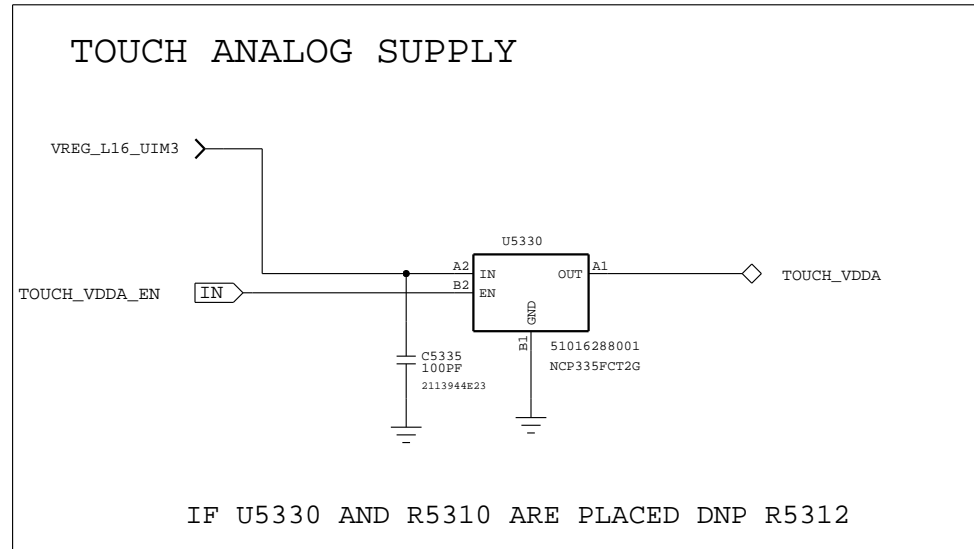 TOUCH ANALOG SUPPLY
VREG_L16_UIM3
U5330
A2 IN OUT A1 TOUCH_VDDA
TOUCH_VDDA_EN IN B2 EN
GND
B1
51016288001
NCP335FCT2G
C5335
100PF
2113944E23
IF U5330 AND R5310 ARE PLACED DNP R5312